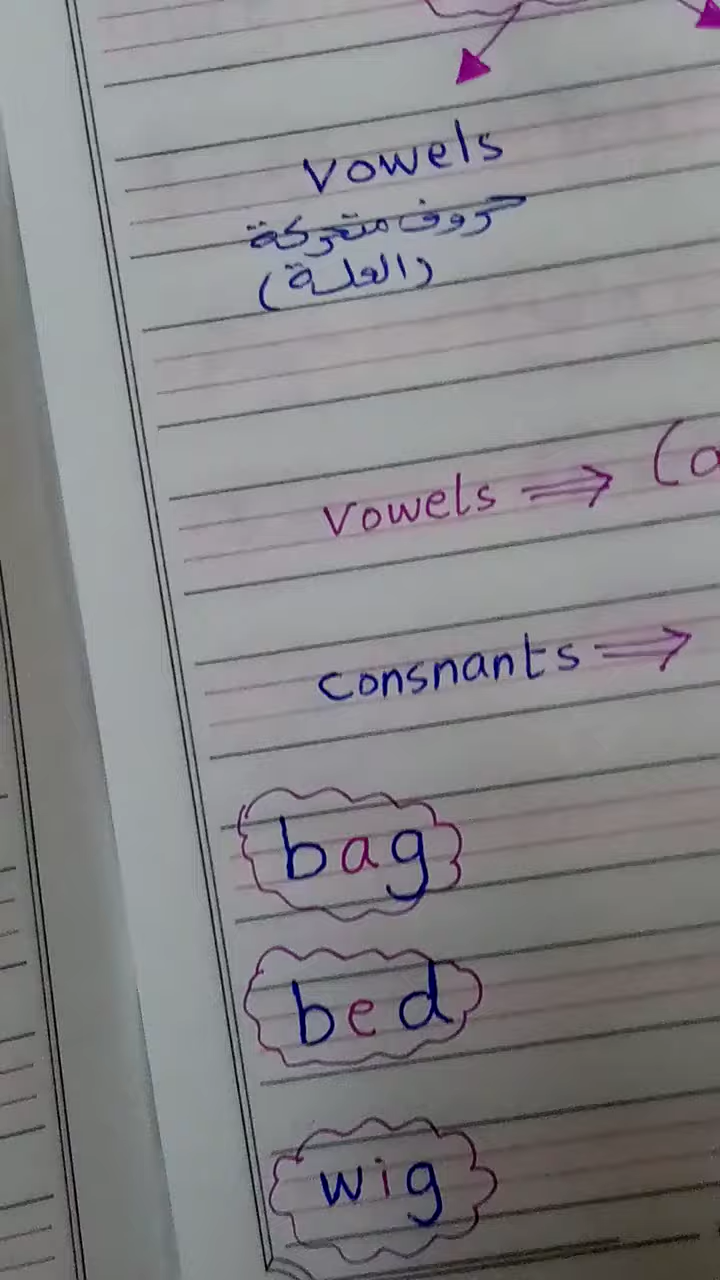 vowels
حروف متحركة
(العلة)
vowels ⇒ (a
consnants ⇒
bag
bed
wig